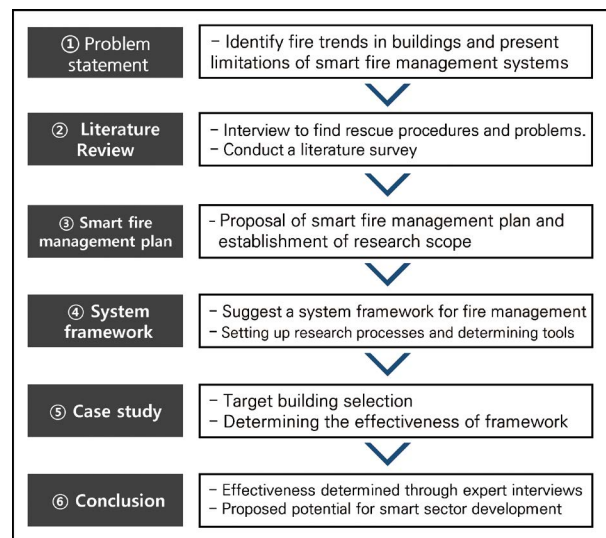 ① Problem
statement
– Identify fire trends in buildings and present
limitations of smart fire management systems
② Literature
Review
– Interview to find rescue procedures and problems.
– Conduct a literature survey
③ Smart fire
management plan
– Proposal of smart fire management plan and
establishment of research scope
④ System
framework
– Suggest a system framework for fire management
– Setting up research processes and determining tools
⑤ Case study
– Target building selection
– Determining the effectiveness of framework
⑥ Conclusion
– Effectiveness determined through expert interviews
– Proposed potential for smart sector development